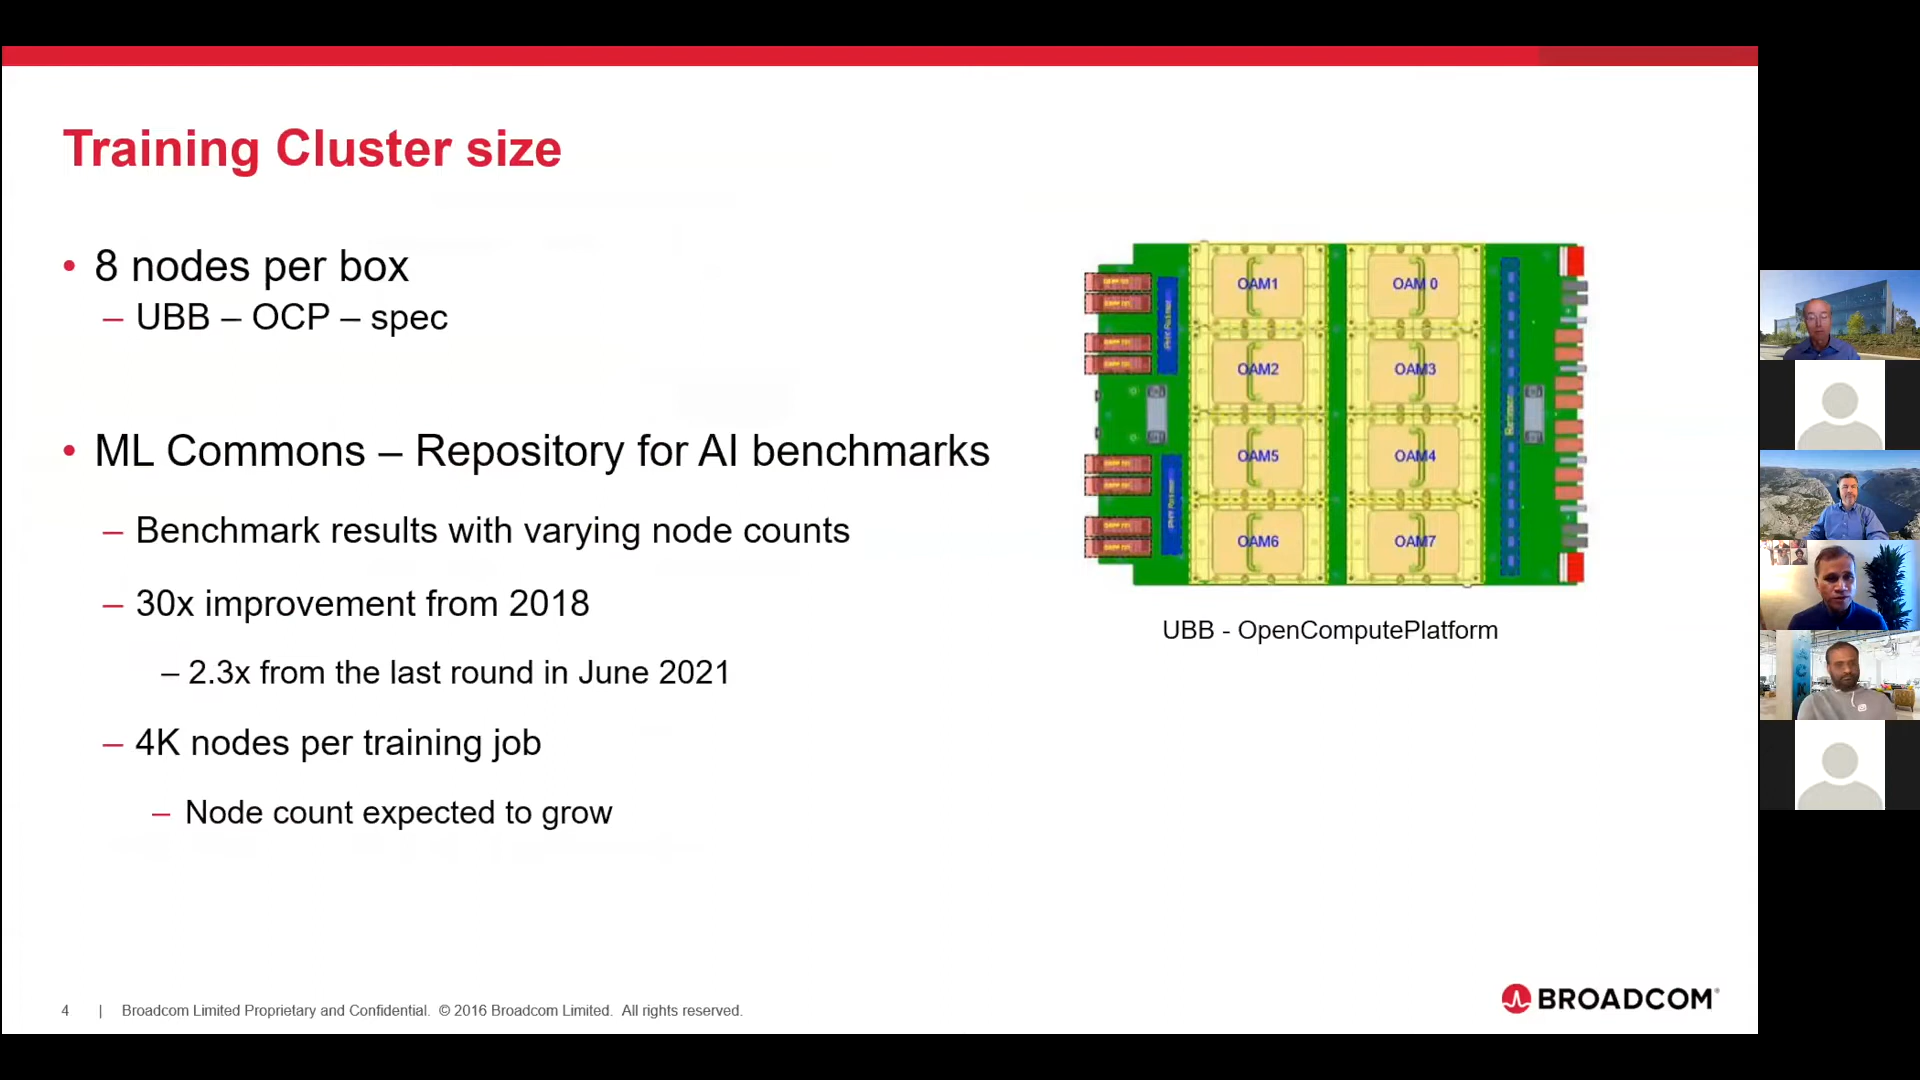 Training Cluster size
• 8 nodes per box
– UBB – OCP – spec
• ML Commons – Repository for AI benchmarks
– Benchmark results with varying node counts
– 30x improvement from 2018
– 2.3x from the last round in June 2021
– 4K nodes per training job
– Node count expected to grow
OAM1 OAM 0
OAM2 OAM3
OAM5 OAM4
OAM6 OAM7
UBB - OpenComputePlatform
4 | Broadcom Limited Proprietary and Confidential. © 2016 Broadcom Limited. All rights reserved.
BROADCOM®